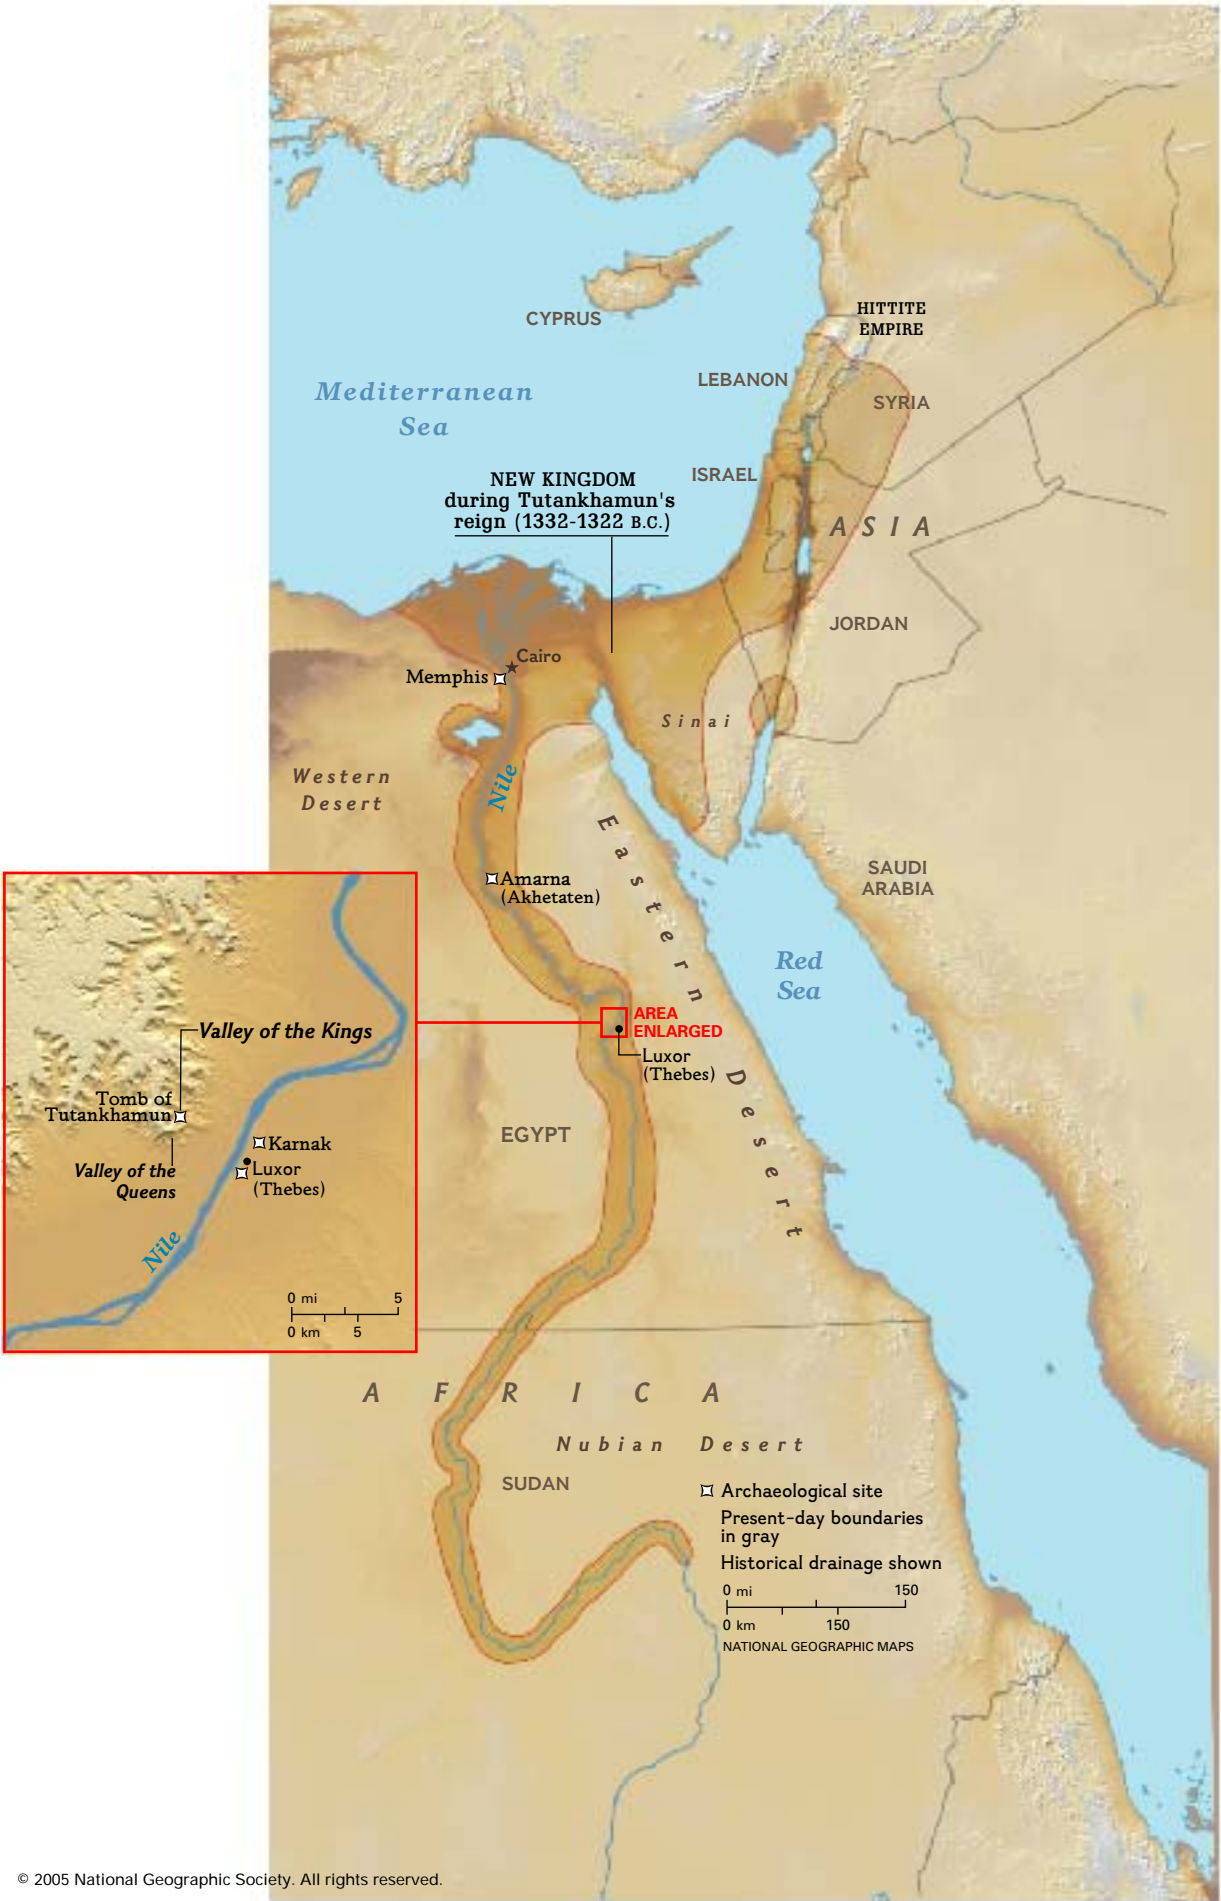 HITTITE
EMPIRE
CYPRUS
LEBANON
Mediterranean
Sea
SYRIA
ISRAEL
NEW KINGDOM
during Tutankhamun's
reign (1332-1322 B.C.)
ASIA
JORDAN
Cairo
Memphis
Sinai
Nile
Western
Desert
Eastern Desert
Amarna
(Akhetaten)
SAUDI
ARABIA
Red
Sea
AREA
ENLARGED
Luxor
(Thebes)
EGYPT
Valley of the Kings
Tomb of
Tutankhamun
Karnak
Luxor
(Thebes)
Valley of the
Queens
Nile
0 mi 5
0 km 5
AFRICA
Nubian Desert
SUDAN
Archaeological site
Present-day boundaries
in gray
Historical drainage shown
0 mi 150
0 km 150
NATIONAL GEOGRAPHIC MAPS
© 2005 National Geographic Society. All rights reserved.